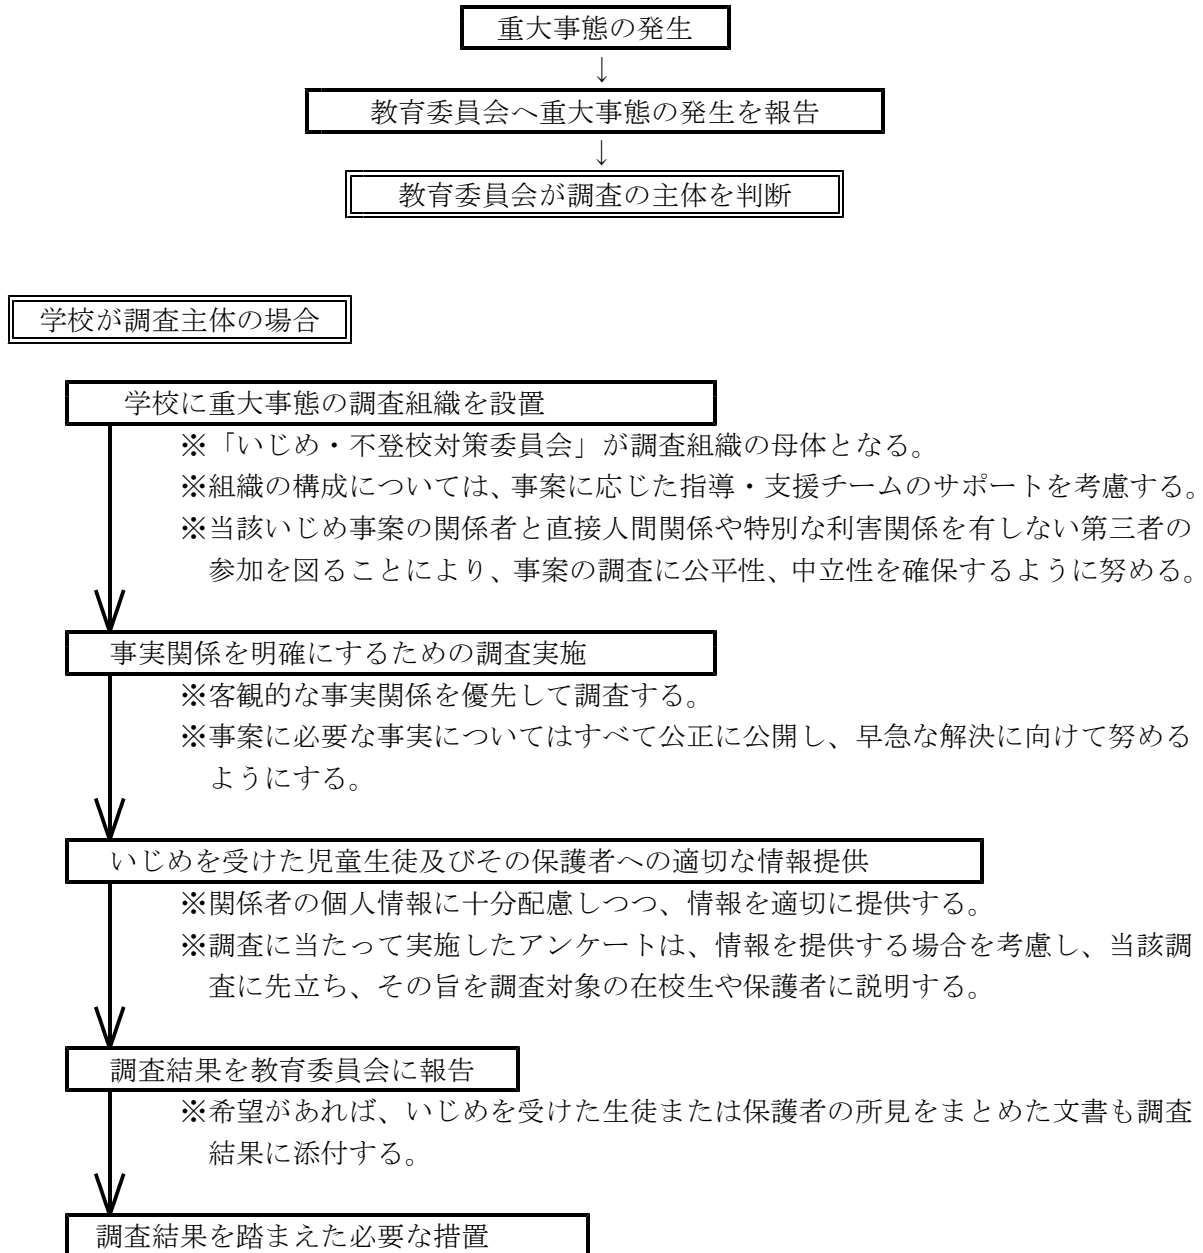 重大事態の発生
↓
教育委員会へ重大事態の発生を報告
↓
教育委員会が調査の主体を判断
学校が調査主体の場合
学校に重大事態の調査組織を設置
※「いじめ・不登校対策委員会」が調査組織の母体となる。
※組織の構成については、事案に応じた指導・支援チームのサポートを考慮する。
※当該いじめ事案の関係者と直接人間関係や特別な利害関係を有しない第三者の
参加を図ることにより、事案の調査に公平性、中立性を確保するように努める。
事実関係を明確にするための調査実施
※客観的な事実関係を優先して調査する。
※事案に必要な事実についてはすべて公正に公開し、早急な解決に向けて努める
ようにする。
いじめを受けた児童生徒及びその保護者への適切な情報提供
※関係者の個人情報に十分配慮しつつ、情報を適切に提供する。
※調査に当たって実施したアンケートは、情報を提供する場合を考慮し、当該調
査に先立ち、その旨を調査対象の在校生や保護者に説明する。
調査結果を教育委員会に報告
※希望があれば、いじめを受けた生徒または保護者の所見をまとめた文書も調査
結果に添付する。
調査結果を踏まえた必要な措置